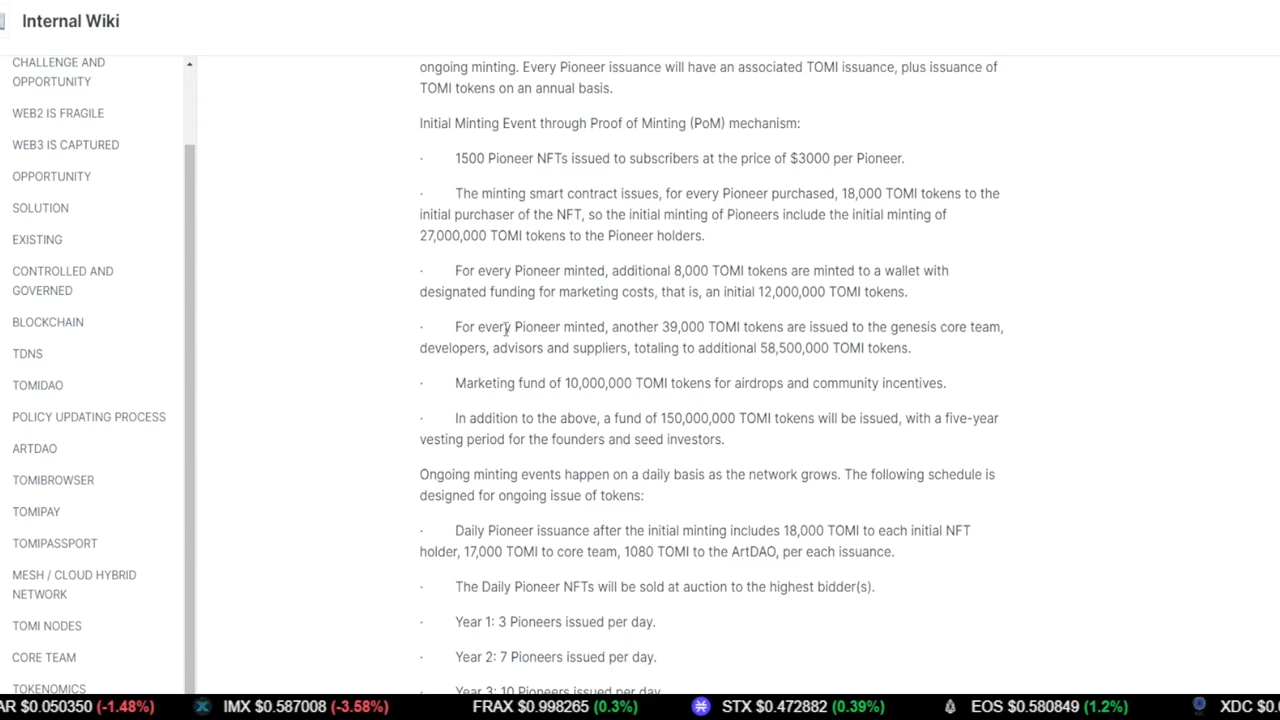 Internal Wiki
CHALLENGE AND
OPPORTUNITY
WEB2 IS FRAGILE
WEB3 IS CAPTURED
OPPORTUNITY
SOLUTION
EXISTING
CONTROLLED AND
GOVERNED
BLOCKCHAIN
TDNS
TOMIDAO
POLICY UPDATING PROCESS
ARTDAO
TOMIBROWSER
TOMIPAY
TOMIPASSPORT
MESH / CLOUD HYBRID
NETWORK
TOMI NODES
CORE TEAM
TOKENOMICS
ongoing minting. Every Pioneer issuance will have an associated TOMI issuance, plus issuance of
TOMI tokens on an annual basis.
Initial Minting Event through Proof of Minting (PoM) mechanism:
· 1500 Pioneer NFTs issued to subscribers at the price of $3000 per Pioneer.
· The minting smart contract issues, for every Pioneer purchased, 18,000 TOMI tokens to the
initial purchaser of the NFT, so the initial minting of Pioneers include the initial minting of
27,000,000 TOMI tokens to the Pioneer holders.
· For every Pioneer minted, additional 8,000 TOMI tokens are minted to a wallet with
designated funding for marketing costs, that is, an initial 12,000,000 TOMI tokens.
· For every Pioneer minted, another 39,000 TOMI tokens are issued to the genesis core team,
developers, advisors and suppliers, totaling to additional 58,500,000 TOMI tokens.
· Marketing fund of 10,000,000 TOMI tokens for airdrops and community incentives.
· In addition to the above, a fund of 150,000,000 TOMI tokens will be issued, with a five-year
vesting period for the founders and seed investors.
Ongoing minting events happen on a daily basis as the network grows. The following schedule is
designed for ongoing issue of tokens:
· Daily Pioneer issuance after the initial minting includes 18,000 TOMI to each initial NFT
holder, 17,000 TOMI to core team, 1080 TOMI to the ArtDAO, per each issuance.
· The Daily Pioneer NFTs will be sold at auction to the highest bidder(s).
· Year 1: 3 Pioneers issued per day.
· Year 2: 7 Pioneers issued per day.
· Year 3: 10 Pioneers issued per day
AR $0.050350 (-1.48%) IMX $0.587008 (-3.58%) FRAX $0.998265 (0.3%) STX $0.472882 (0.39%) EOS $0.580849 (1.2%) XDC $0.